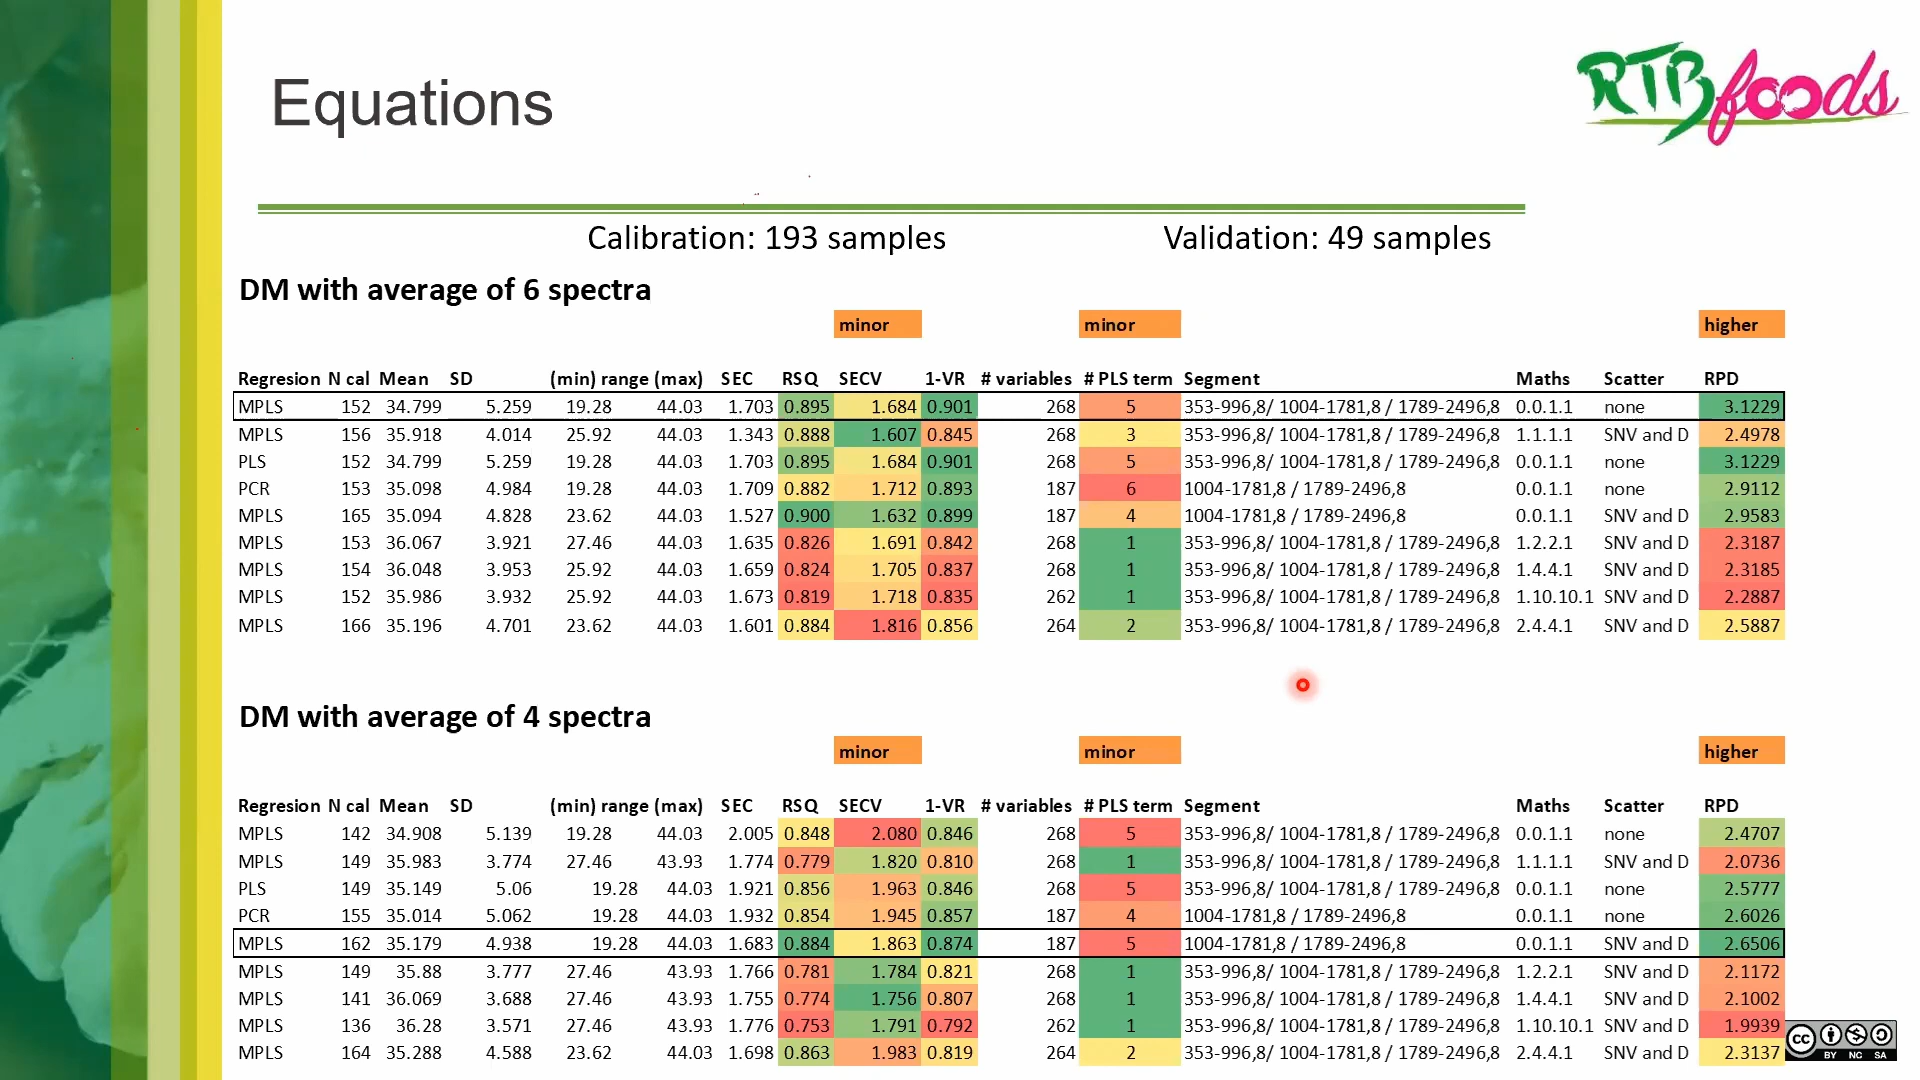 Equations
RTBfoods
Calibration: 193 samples Validation: 49 samples
DM with average of 6 spectra
minor minor higher
Regresion N cal Mean SD (min) range (max) SEC RSQ SECV 1-VR # variables # PLS term Segment Maths Scatter RPD
MPLS 152 34.799 5.259 19.28 44.03 1.703 0.895 1.684 0.901 268 5 353-996,8/ 1004-1781,8 / 1789-2496,8 0.0.1.1 none 3.1229
MPLS 156 35.918 4.014 25.92 44.03 1.343 0.888 1.607 0.845 268 3 353-996,8/ 1004-1781,8 / 1789-2496,8 1.1.1.1 SNV and D 2.4978
PLS 152 34.799 5.259 19.28 44.03 1.703 0.895 1.684 0.901 268 5 353-996,8/ 1004-1781,8 / 1789-2496,8 0.0.1.1 none 3.1229
PCR 153 35.098 4.984 19.28 44.03 1.709 0.882 1.712 0.893 187 6 1004-1781,8 / 1789-2496,8 0.0.1.1 none 2.9112
MPLS 165 35.094 4.828 23.62 44.03 1.527 0.900 1.632 0.899 187 4 1004-1781,8 / 1789-2496,8 0.0.1.1 SNV and D 2.9583
MPLS 153 36.067 3.921 27.46 44.03 1.635 0.826 1.691 0.842 268 1 353-996,8/ 1004-1781,8 / 1789-2496,8 1.2.2.1 SNV and D 2.3187
MPLS 154 36.048 3.953 25.92 44.03 1.659 0.824 1.705 0.837 268 1 353-996,8/ 1004-1781,8 / 1789-2496,8 1.4.4.1 SNV and D 2.3185
MPLS 152 35.986 3.932 25.92 44.03 1.673 0.819 1.718 0.835 262 1 353-996,8/ 1004-1781,8 / 1789-2496,8 1.10.10.1 SNV and D 2.2887
MPLS 166 35.196 4.701 23.62 44.03 1.601 0.884 1.816 0.856 264 2 353-996,8/ 1004-1781,8 / 1789-2496,8 2.4.4.1 SNV and D 2.5887
DM with average of 4 spectra
minor minor higher
Regresion N cal Mean SD (min) range (max) SEC RSQ SECV 1-VR # variables # PLS term Segment Maths Scatter RPD
MPLS 142 34.908 5.139 19.28 44.03 2.005 0.848 2.080 0.846 268 5 353-996,8/ 1004-1781,8 / 1789-2496,8 0.0.1.1 none 2.4707
MPLS 149 35.983 3.774 27.46 43.93 1.774 0.779 1.820 0.810 268 1 353-996,8/ 1004-1781,8 / 1789-2496,8 1.1.1.1 SNV and D 2.0736
PLS 149 35.149 5.06 19.28 44.03 1.921 0.856 1.963 0.846 268 5 353-996,8/ 1004-1781,8 / 1789-2496,8 0.0.1.1 none 2.5777
PCR 155 35.014 5.062 19.28 44.03 1.932 0.854 1.945 0.857 187 4 1004-1781,8 / 1789-2496,8 0.0.1.1 none 2.6026
MPLS 162 35.179 4.938 19.28 44.03 1.683 0.884 1.863 0.874 187 5 1004-1781,8 / 1789-2496,8 0.0.1.1 SNV and D 2.6506
MPLS 149 35.88 3.777 27.46 43.93 1.766 0.781 1.784 0.821 268 1 353-996,8/ 1004-1781,8 / 1789-2496,8 1.2.2.1 SNV and D 2.1172
MPLS 141 36.069 3.688 27.46 43.93 1.755 0.774 1.756 0.807 268 1 353-996,8/ 1004-1781,8 / 1789-2496,8 1.4.4.1 SNV and D 2.1002
MPLS 136 36.28 3.571 27.46 43.93 1.776 0.753 1.791 0.792 262 1 353-996,8/ 1004-1781,8 / 1789-2496,8 1.10.10.1 SNV and D 1.9939
MPLS 164 35.288 4.588 23.62 44.03 1.698 0.863 1.983 0.819 264 2 353-996,8/ 1004-1781,8 / 1789-2496,8 2.4.4.1 SNV and D 2.3137
cc BY NC SA